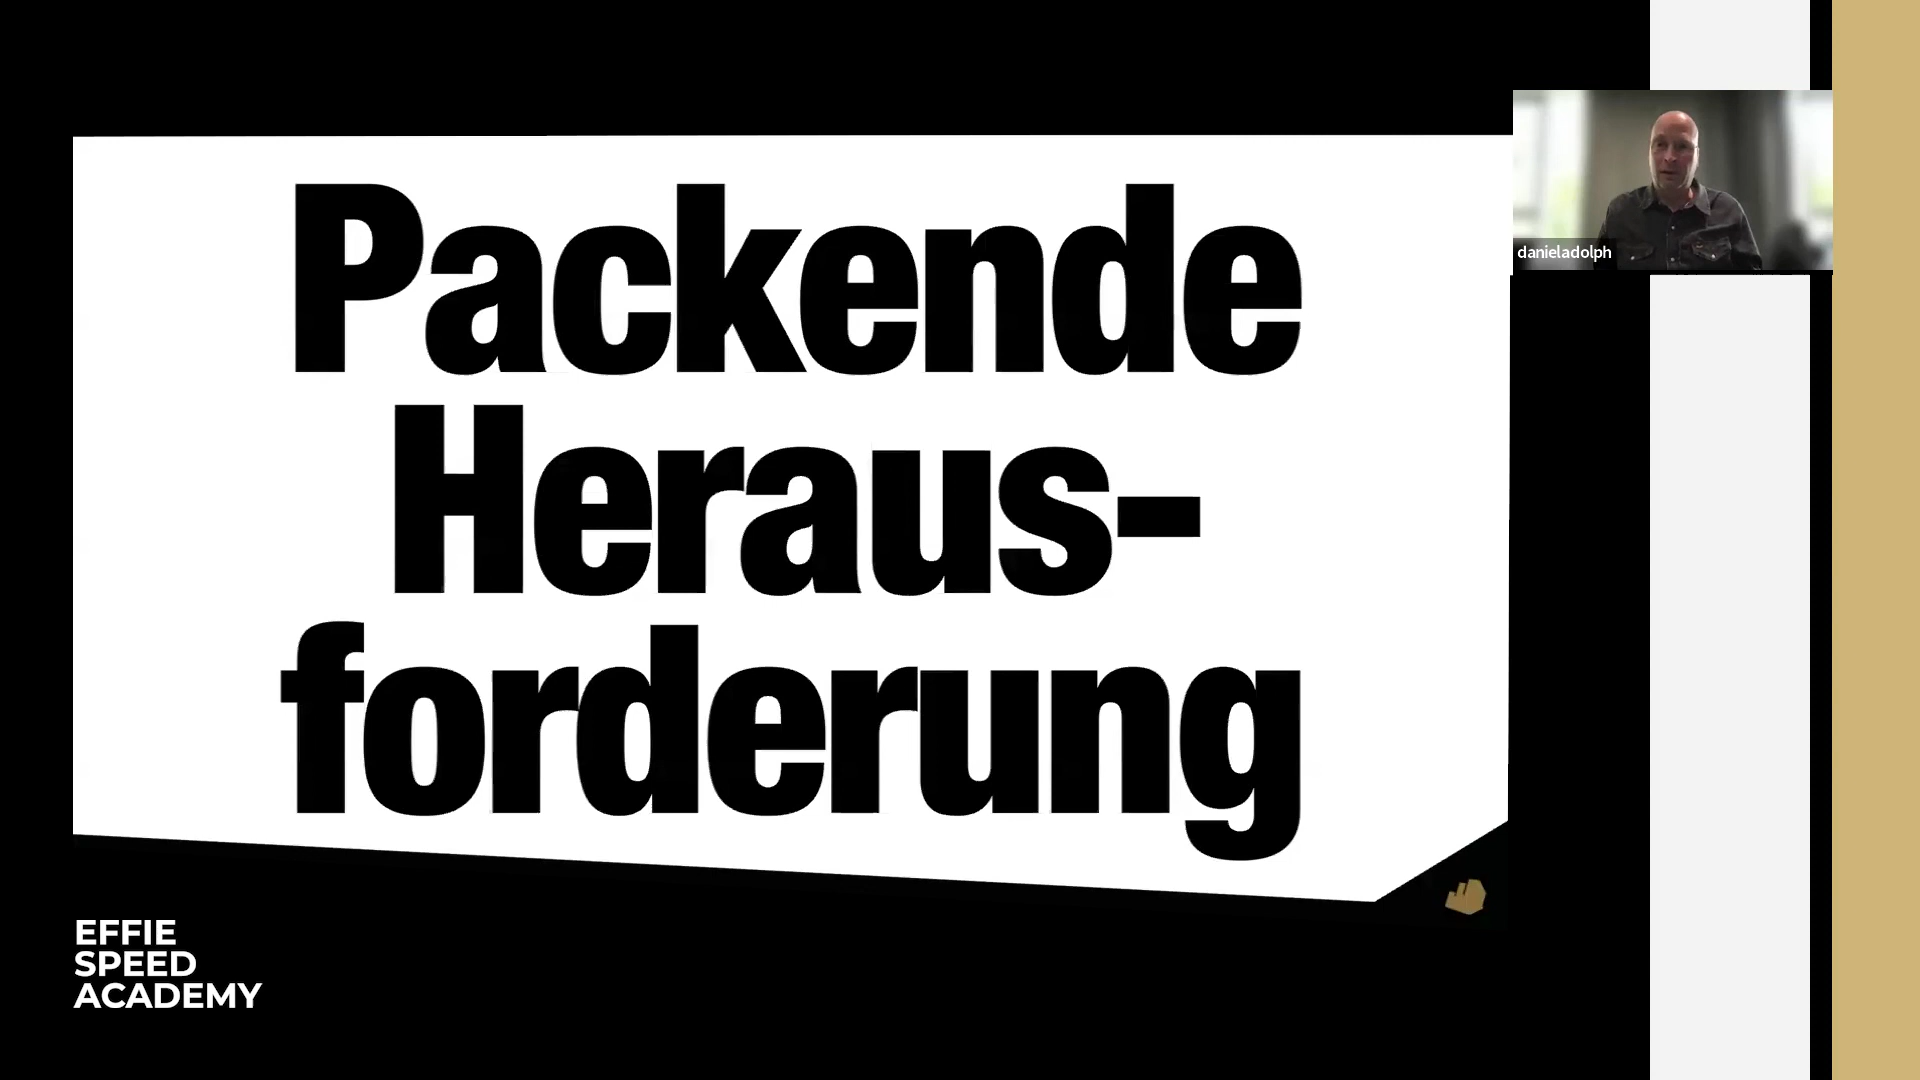 Packende
Heraus-
forderung
danieladolph
EFFIE
SPEED
ACADEMY